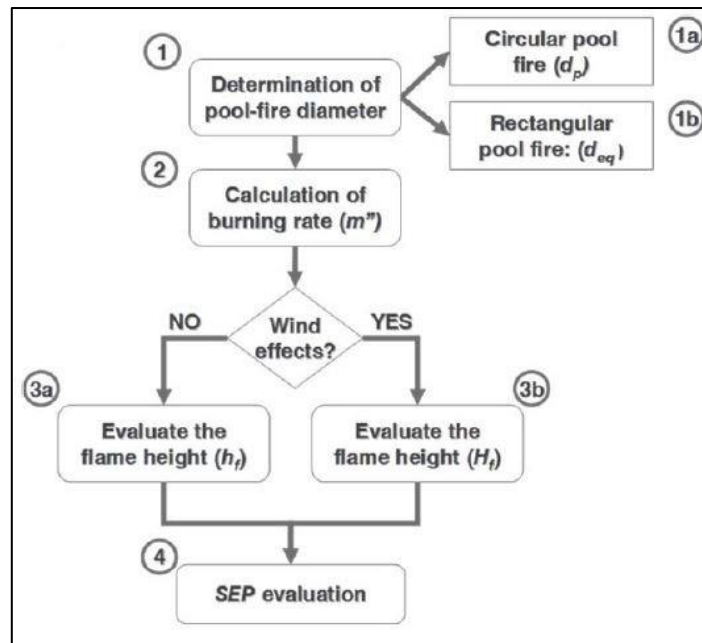 1
Determination of
pool-fire diameter
1a
Circular pool
fire (dp)
1b
Rectangular
pool fire: (deq)
2
Calculation of
burning rate (m”)
NO
Wind
effects?
YES
3a
Evaluate the
flame height (hf)
3b
Evaluate the
flame height (Hf)
4
SEP evaluation